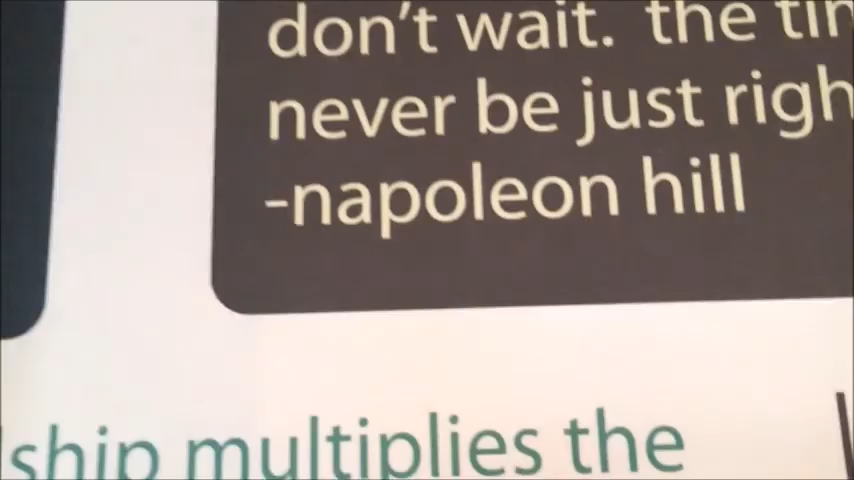 don't wait. the
never be just
-napoleon hill
multiplies the